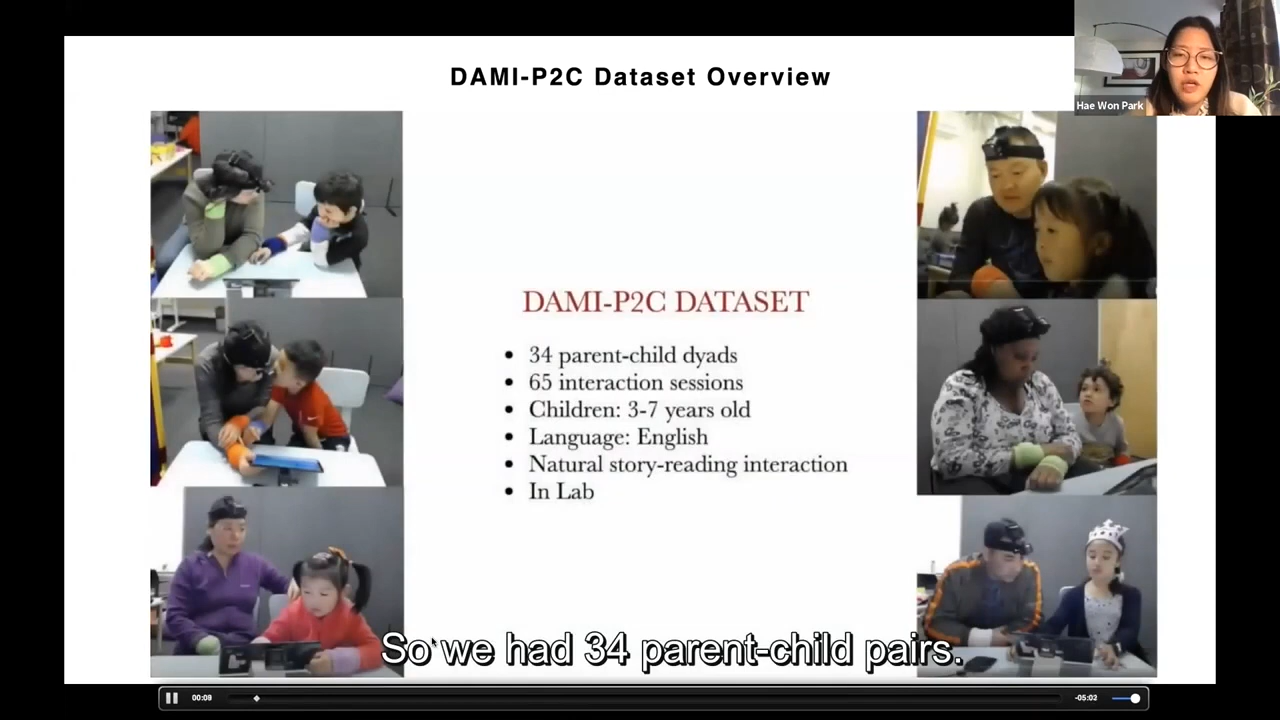 DAMI-P2C Dataset Overview
Hae Won Park
DAMI-P2C DATASET
• 34 parent-child dyads
• 65 interaction sessions
• Children: 3-7 years old
• Language: English
• Natural story-reading interaction
• In Lab
So we had 34 parent-child pairs.
00:09
-05:02